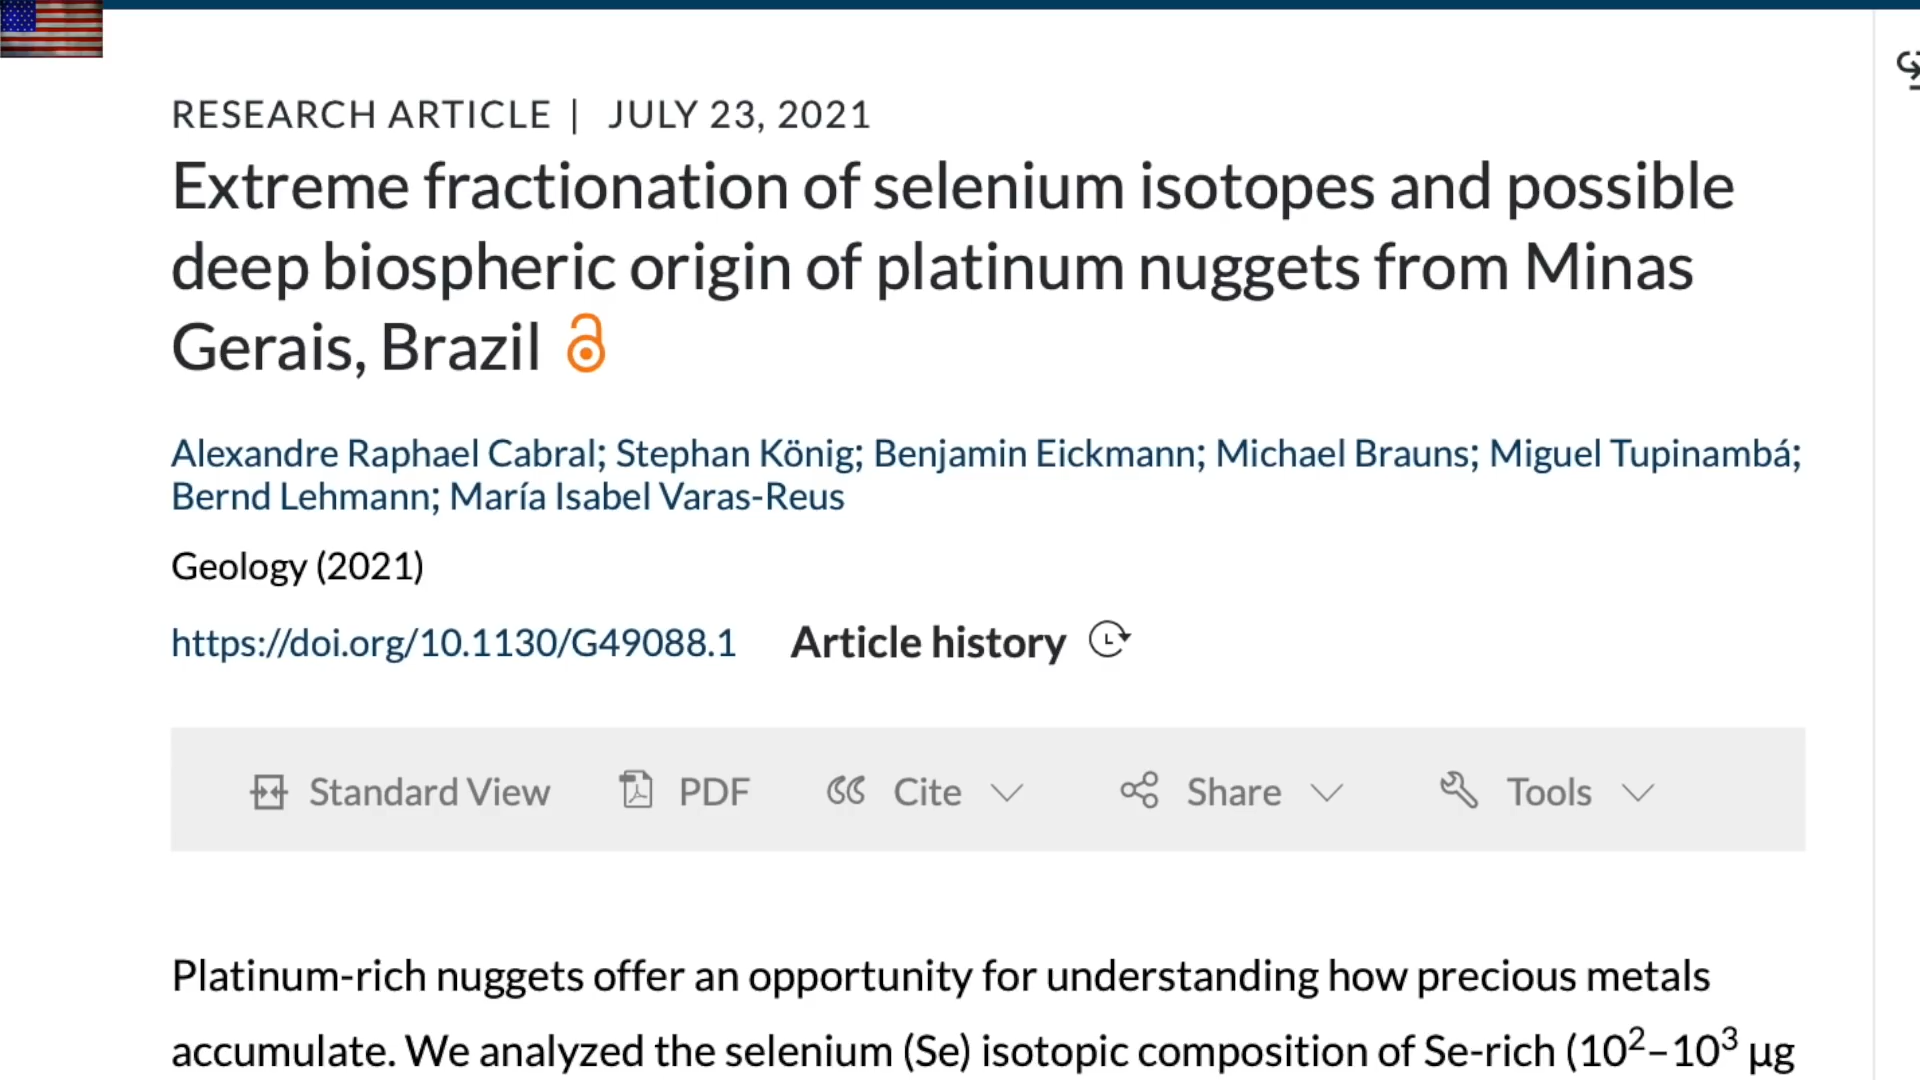 RESEARCH ARTICLE | JULY 23, 2021
Extreme fractionation of selenium isotopes and possible
deep biospheric origin of platinum nuggets from Minas
Gerais, Brazil
Alexandre Raphael Cabral; Stephan König; Benjamin Eickmann; Michael Brauns; Miguel Tupinambá;
Bernd Lehmann; María Isabel Varas-Reus
Geology (2021)
https://doi.org/10.1130/G49088.1 Article history
Standard View PDF Cite Share Tools
Platinum-rich nuggets offer an opportunity for understanding how precious metals
accumulate. We analyzed the selenium (Se) isotopic composition of Se-rich (10²–10³ µg